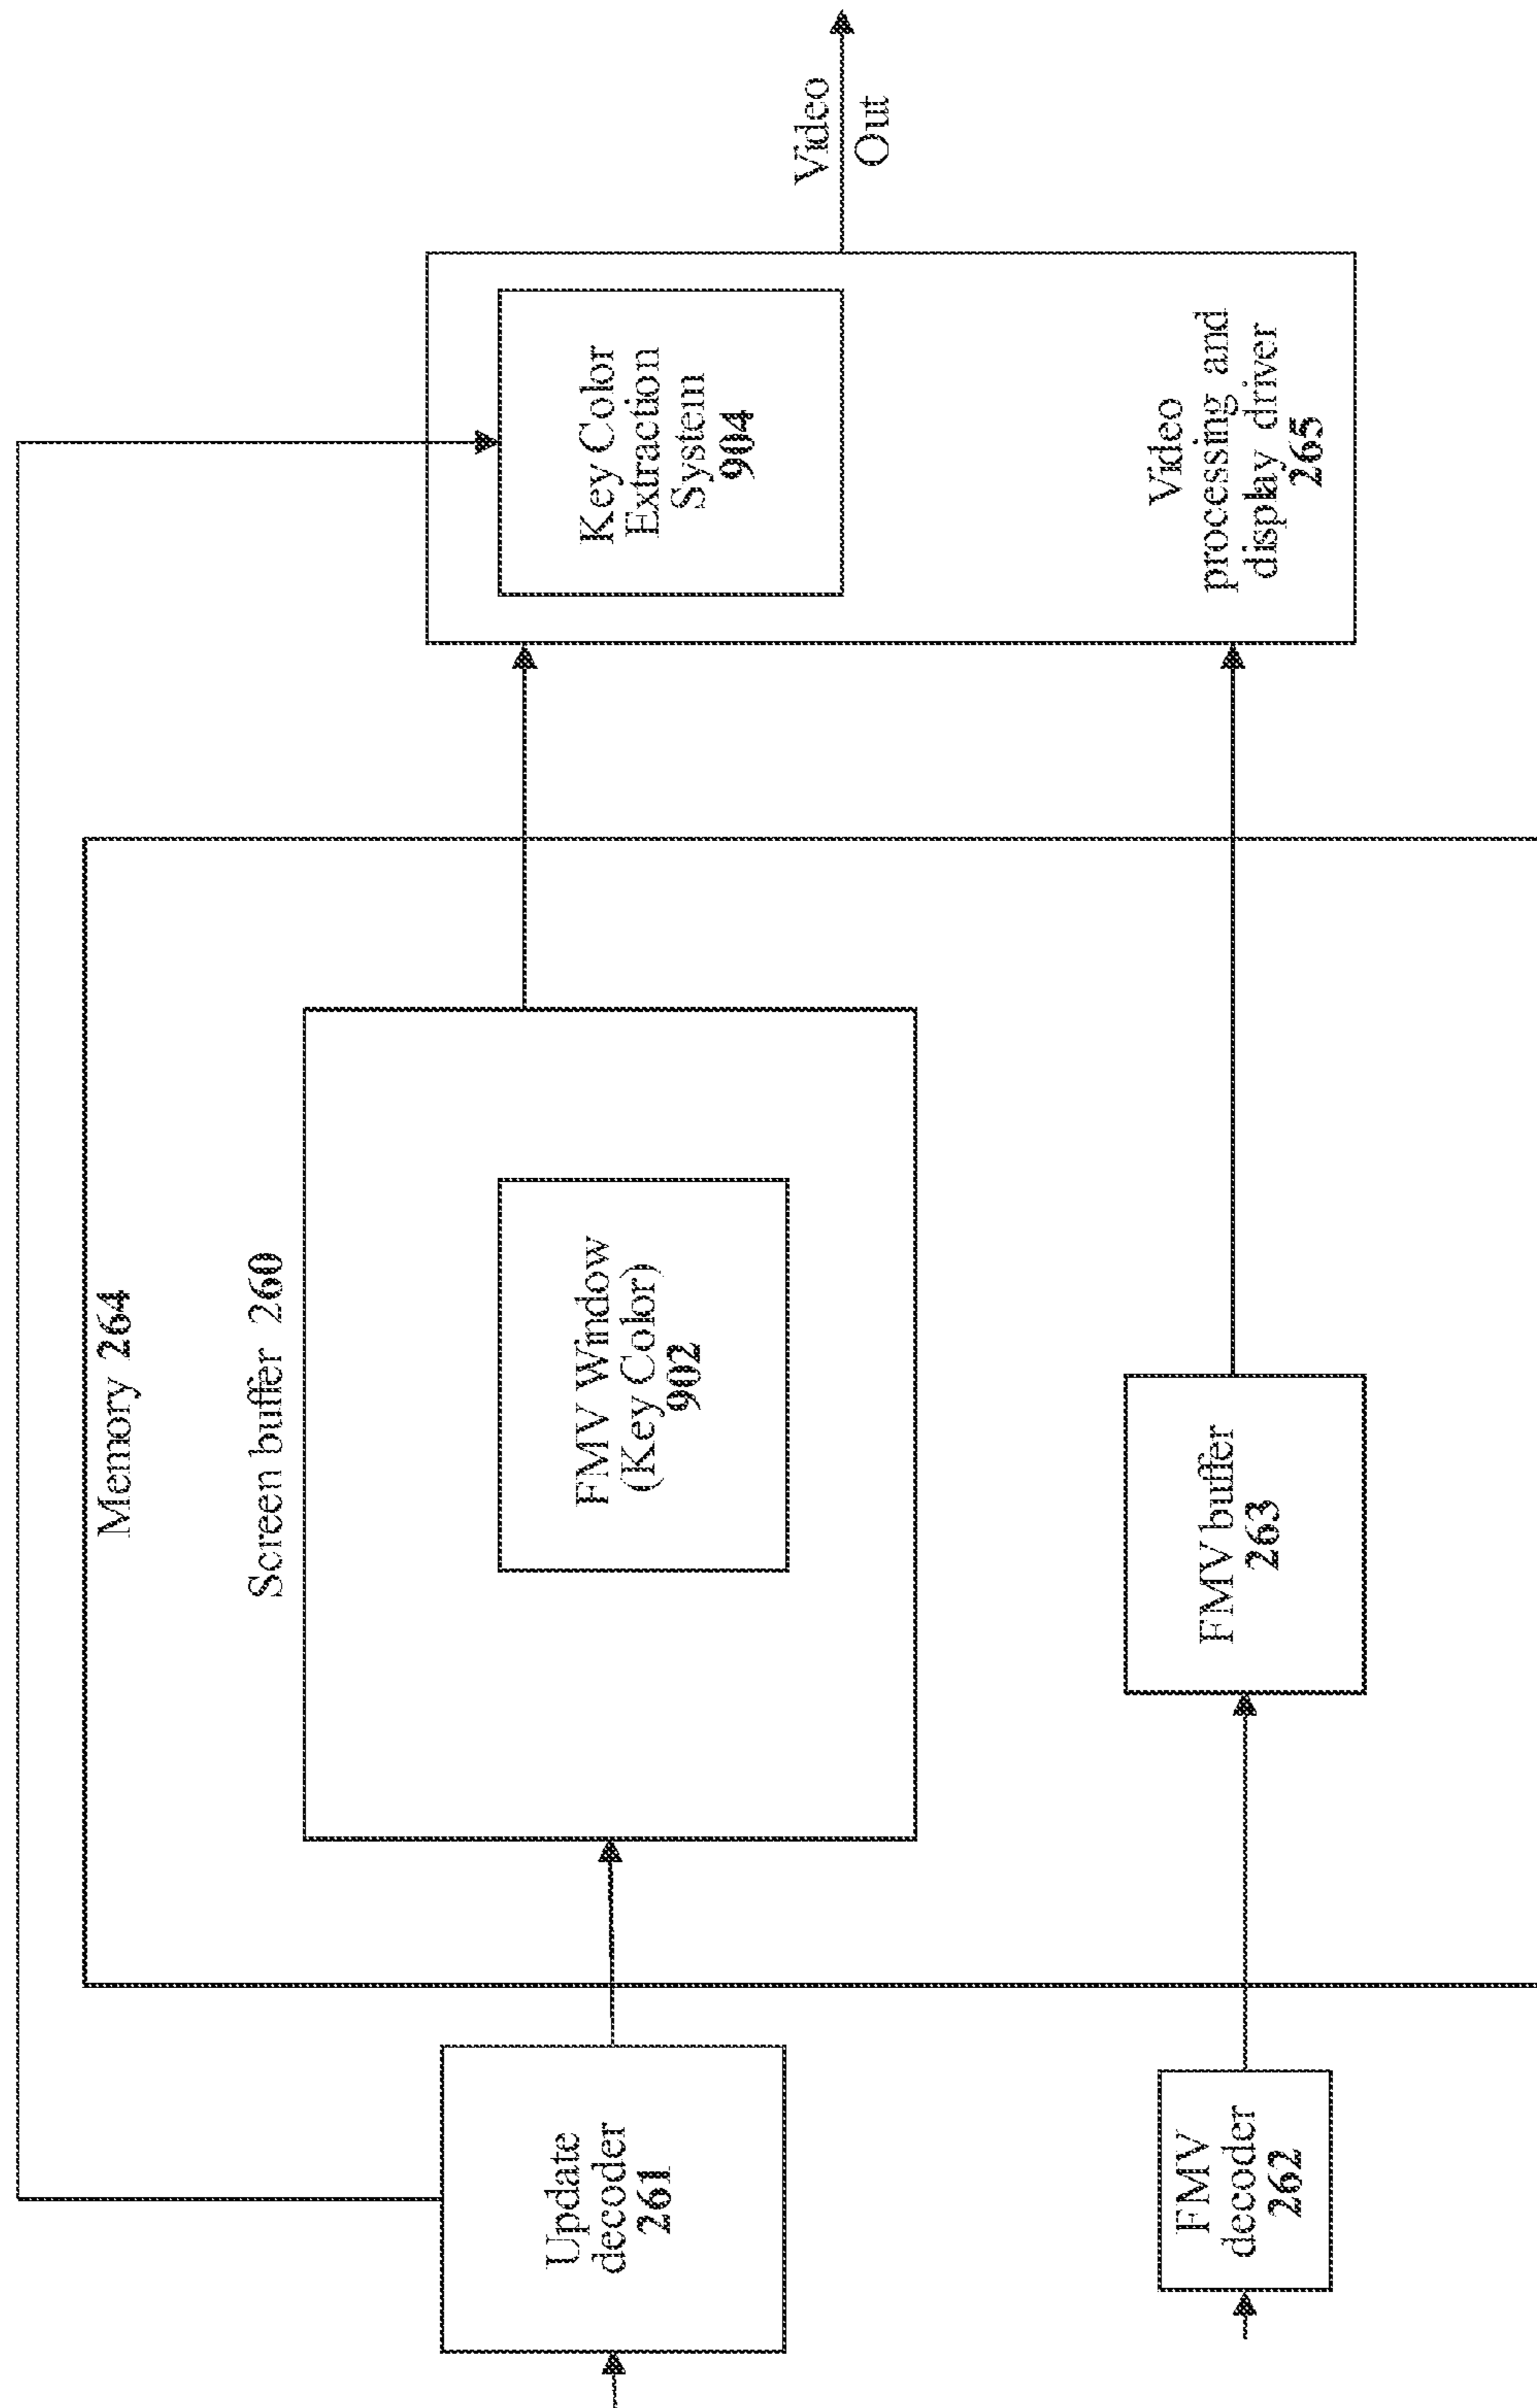 Memory 264
Screen buffer 260
Update
decoder
261
FMV Window
(Key Color)
902
Key Color
Extraction
System
904
Video
Out
FMV
decoder
262
FMV buffer
263
Video
processing and
display driver
265